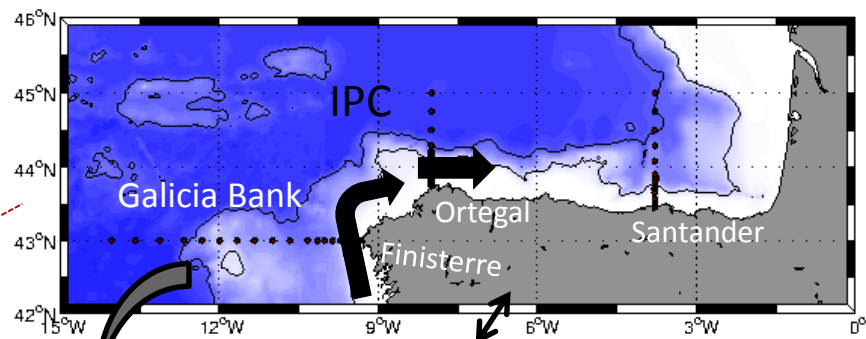 46°N
45°N
IPC
44°N
Galicia Bank
Ortegal
Santander
43°N
Finisterre
42°N
15°W 12°W 9°W 6°W 3°W 0°